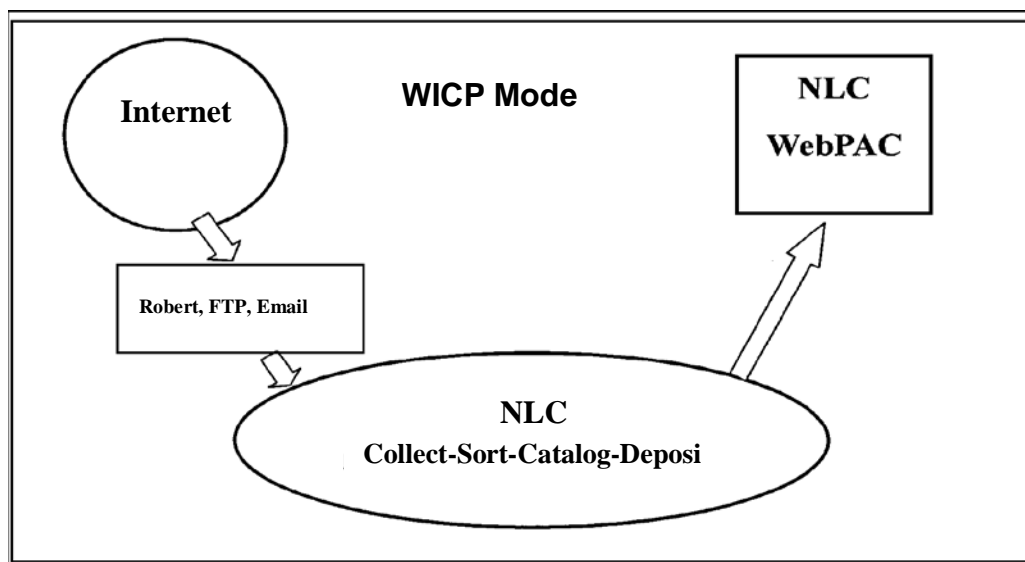 Internet
WICP Mode
NLC
WebPAC
Robert, FTP, Email
NLC
Collect-Sort-Catalog-Deposi